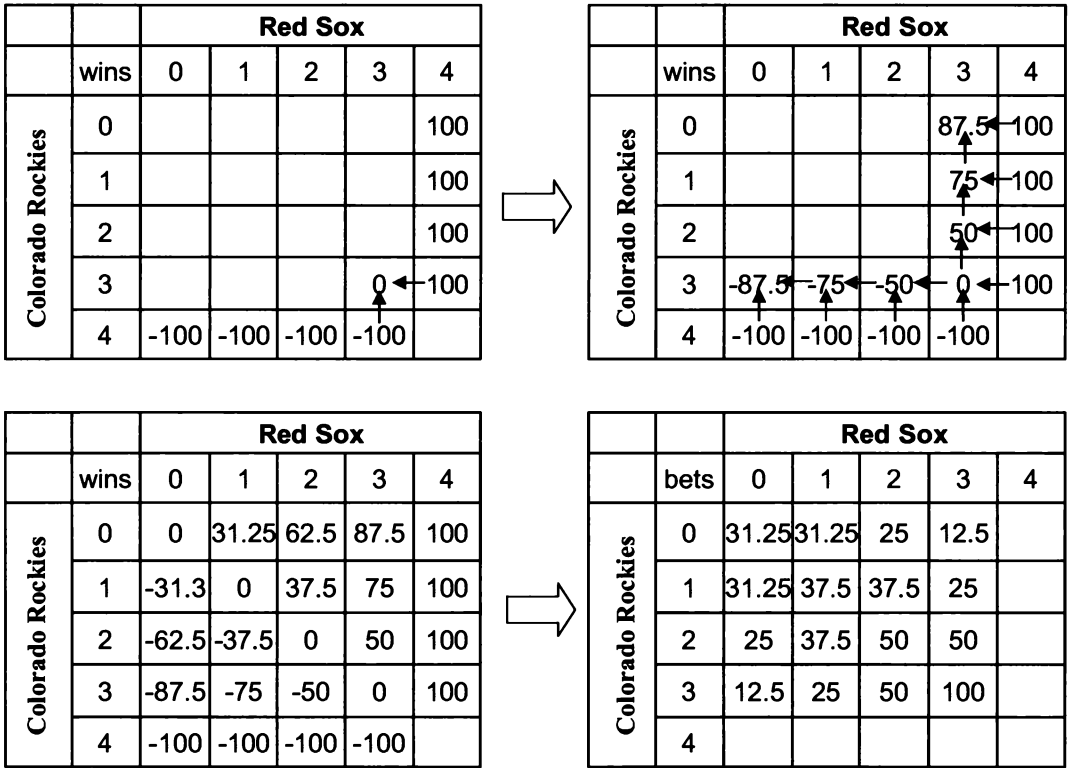 Red Sox
wins 0 1 2 3 4
Colorado Rockies
0 100
1 100
2 100
3 0 100
4 -100 -100 -100 -100
Red Sox
wins 0 1 2 3 4
Colorado Rockies
0 87.5 100
1 75 100
2 50 100
3 -87.5 -75 -50 0 100
4 -100 -100 -100 -100
Red Sox
wins 0 1 2 3 4
Colorado Rockies
0 0 31.25 62.5 87.5 100
1 -31.3 0 37.5 75 100
2 -62.5 -37.5 0 50 100
3 -87.5 -75 -50 0 100
4 -100 -100 -100 -100
Red Sox
bets 0 1 2 3 4
Colorado Rockies
0 31.25 31.25 25 12.5
1 31.25 37.5 37.5 25
2 25 37.5 50 50
3 12.5 25 50 100
4